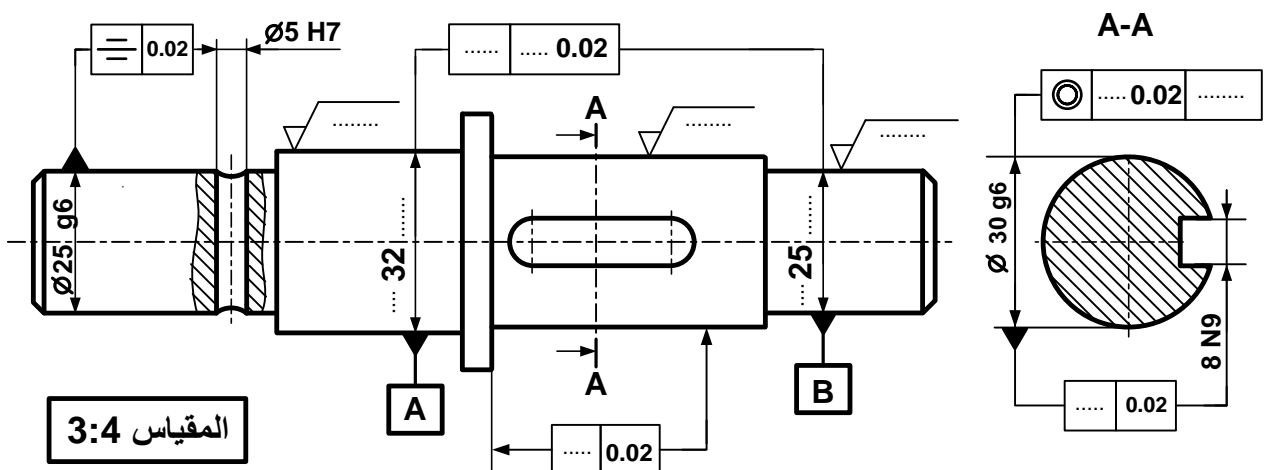 A-A
⌯ 0.02
Ø5 H7
...... ..... 0.02
◎ ..... 0.02 ........
........
A
........
........
Ø25 g6
..... 32 ..........
..... 25 ........
Ø 30 g6
8 N9
A
A
B
المقياس 3:4
..... 0.02
..... 0.02